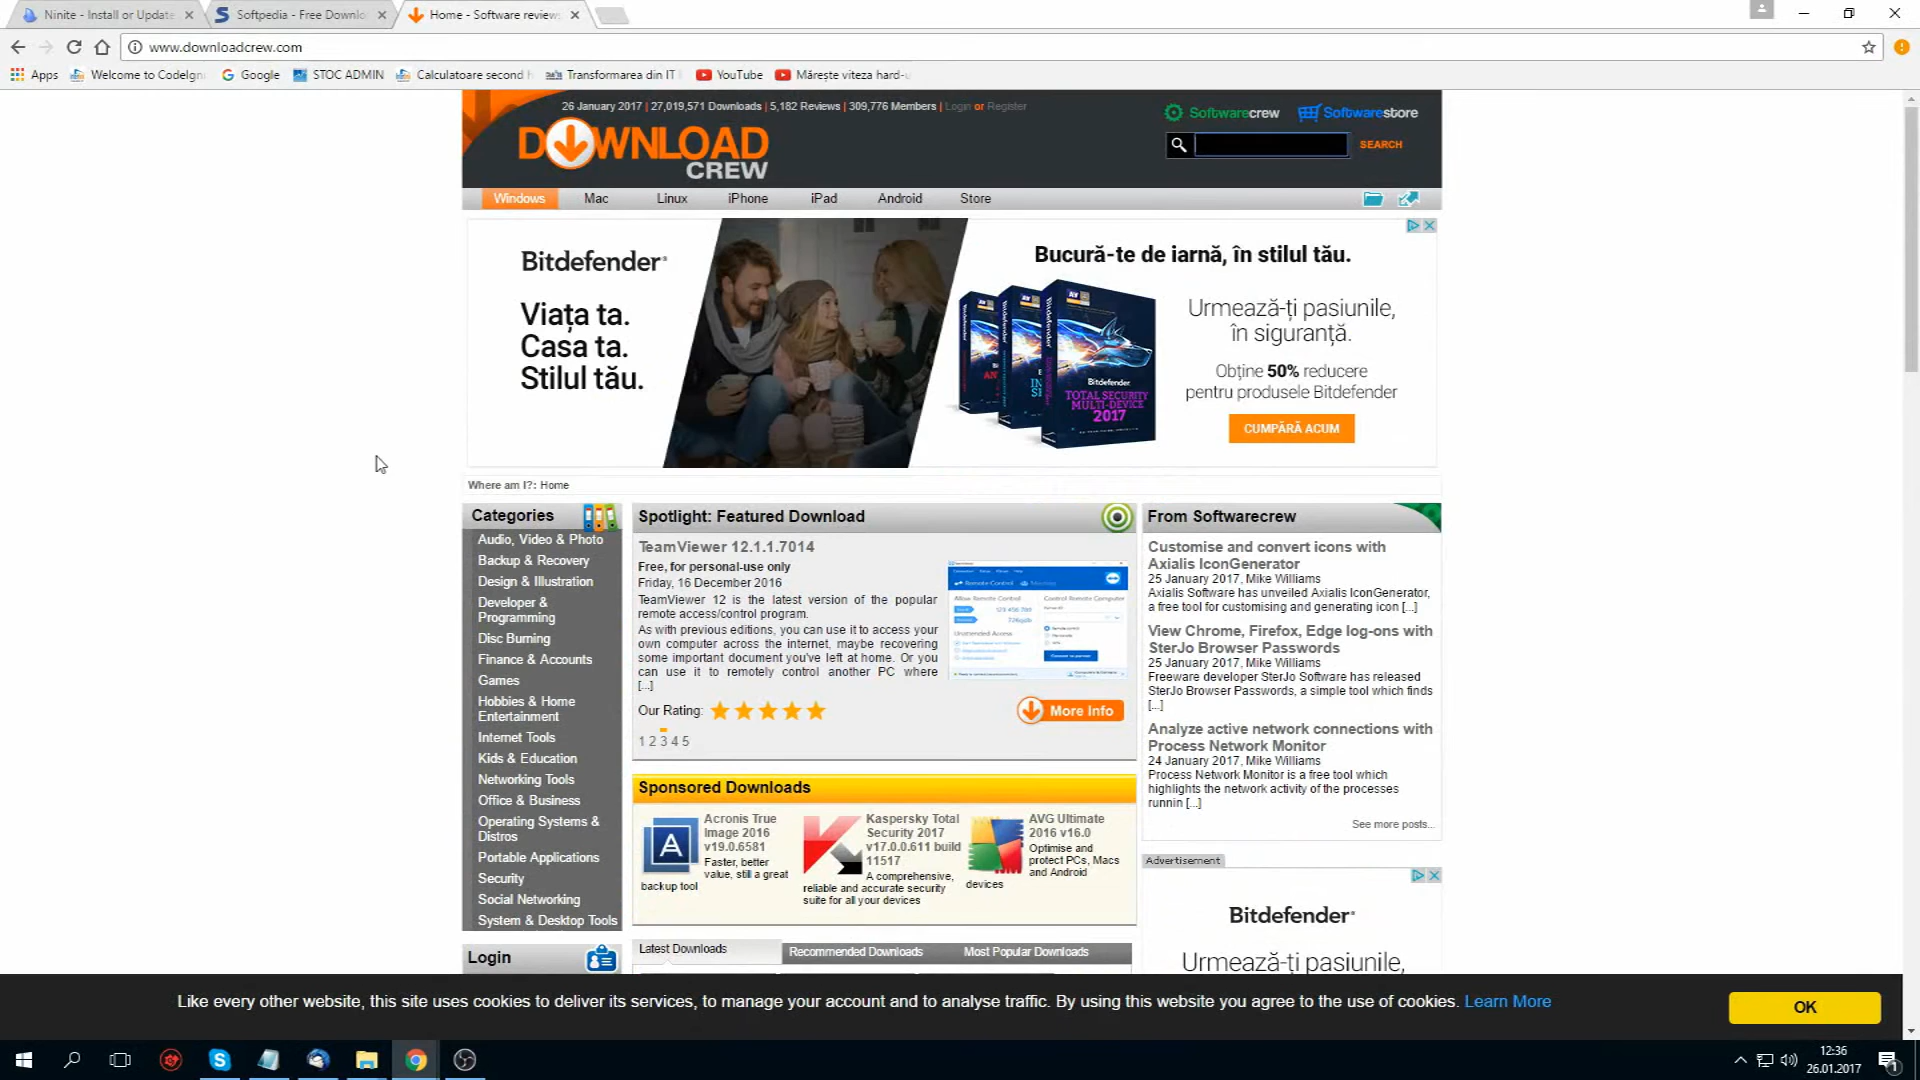 Ninite - Install or Update
Softpedia - Free Downlo
Home - Software review
www.downloadcrew.com
Apps
Welcome to CodeIgni
Google
STOC ADMIN
Calculatoare second h
Transformarea din IT
YouTube
Mărește viteza hard-u
26 January 2017 | 27,019,571 Downloads | 5,182 Reviews | 309,776 Members | Login or Register
Softwarecrew
Softwarestore
DOWNLOAD
CREW
SEARCH
Windows
Mac
Linux
iPhone
iPad
Android
Store
Bitdefender
Viața ta.
Casa ta.
Stilul tău.
Bucură-te de iarnă, în stilul tău.
Bitdefender
TOTAL SECURITY
MULTI-DEVICE
2017
Urmează-ți pasiunile,
în siguranță.
Obține 50% reducere
pentru produsele Bitdefender
CUMPĂRĂ ACUM
Where am I?: Home
Categories
Audio, Video & Photo
Backup & Recovery
Design & Illustration
Developer &
Programming
Disc Burning
Finance & Accounts
Games
Hobbies & Home
Entertainment
Internet Tools
Kids & Education
Networking Tools
Office & Business
Operating Systems &
Distros
Portable Applications
Security
Social Networking
System & Desktop Tools
Login
Spotlight: Featured Download
TeamViewer 12.1.1.7014
Free, for personal-use only
Friday, 16 December 2016
TeamViewer 12 is the latest version of the popular
remote access/control program.
As with previous editions, you can use it to access your
own computer across the internet, maybe recovering
some important document you've left at home. Or you
can use it to remotely control another PC where
[...]
Our Rating:
More Info
1 2 3 4 5
Sponsored Downloads
Acronis True
Image 2016
v19.0.6581
Faster, better
value, still a great
backup tool
Kaspersky Total
Security 2017
v17.0.0.611 build
11517
A comprehensive,
reliable and accurate security
suite for all your devices
AVG Ultimate
2016 v16.0
Optimise and
protect PCs, Macs
and Android
devices
Latest Downloads
Recommended Downloads
Most Popular Downloads
From Softwarecrew
Customise and convert icons with
Axialis IconGenerator
25 January 2017, Mike Williams
Axialis Software has unveiled Axialis IconGenerator,
a free tool for customising and generating icon [...]
View Chrome, Firefox, Edge log-ons with
SterJo Browser Passwords
25 January 2017, Mike Williams
Freeware developer SterJo Software has released
SterJo Browser Passwords, a simple tool which finds
[...]
Analyze active network connections with
Process Network Monitor
24 January 2017, Mike Williams
Process Network Monitor is a free tool which
highlights the network activity of the processes
runnin [...]
See more posts...
Advertisement
Bitdefender
Urmează-ți pasiunile,
Like every other website, this site uses cookies to deliver its services, to manage your account and to analyse traffic. By using this website you agree to the use of cookies. Learn More
OK
12:36
26.01.2017
1